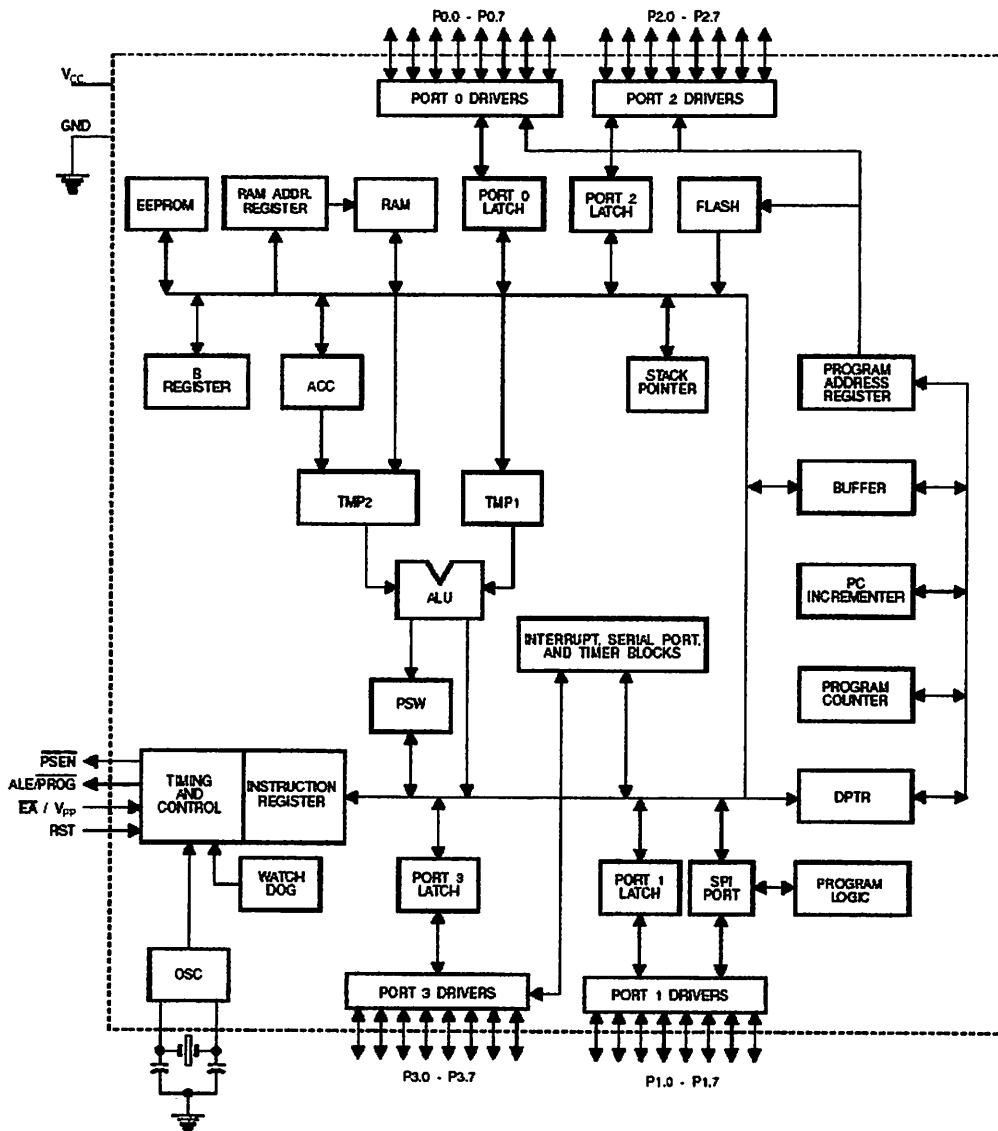 P0.0 - P0.7
P2.0 - P2.7
VCC
PORT 0 DRIVERS
PORT 2 DRIVERS
GND
EEPROM
RAM ADDR.
REGISTER
RAM
PORT 0
LATCH
PORT 2
LATCH
FLASH
B
REGISTER
ACC
STACK
POINTER
PROGRAM
ADDRESS
REGISTER
TMP2
TMP1
BUFFER
ALU
PC
INCREMENTER
INTERRUPT, SERIAL PORT,
AND TIMER BLOCKS
PSW
PROGRAM
COUNTER
PSEN
ALE/PROG
EA / VPP
RST
TIMING
AND
CONTROL
INSTRUCTION
REGISTER
DPTR
WATCH
DOG
PORT 3
LATCH
PORT 1
LATCH
SPI
PORT
PROGRAM
LOGIC
OSC
PORT 3 DRIVERS
PORT 1 DRIVERS
P3.0 - P3.7
P1.0 - P1.7